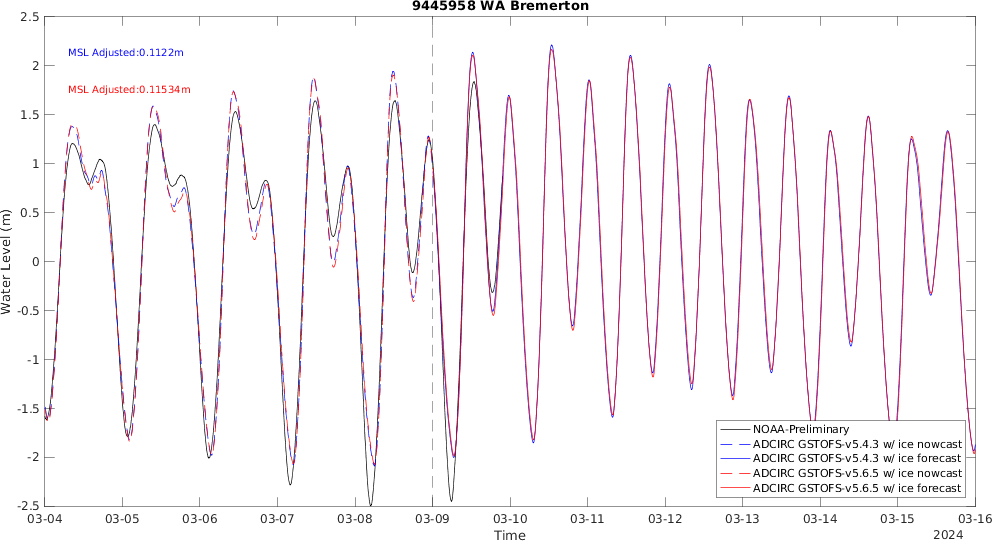 9445958 WA Bremerton
2.5
2
1.5
1
0.5
0
-0.5
-1
-1.5
-2
-2.5
Water Level (m)
MSL Adjusted:0.1122m
MSL Adjusted:0.11534m
NOAA-Preliminary
ADCIRC GSTOFS-v5.4.3 w/ ice nowcast
ADCIRC GSTOFS-v5.4.3 w/ ice forecast
ADCIRC GSTOFS-v5.6.5 w/ ice nowcast
ADCIRC GSTOFS-v5.6.5 w/ ice forecast
03-04 03-05 03-06 03-07 03-08 03-09 03-10 03-11 03-12 03-13 03-14 03-15 03-16
Time
2024